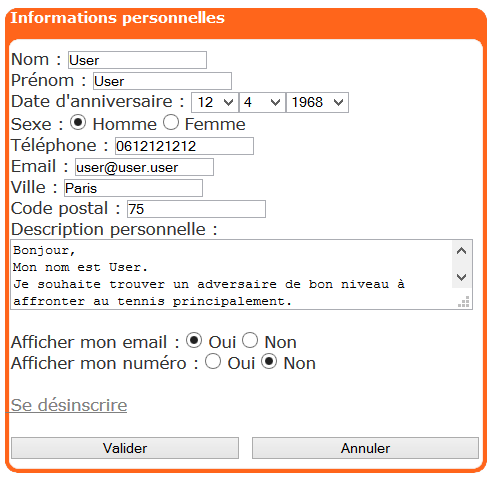 Informations personnelles
Nom : User
Prénom : User
Date d'anniversaire : 12 4 1968
Sexe : Homme Femme
Téléphone : 0612121212
Email : user@user.user
Ville : Paris
Code postal : 75
Description personnelle :
Bonjour,
Mon nom est User.
Je souhaite trouver un adversaire de bon niveau à
affronter au tennis principalement.
Afficher mon email : Oui Non
Afficher mon numéro : Oui Non
Se désinscrire
Valider Annuler